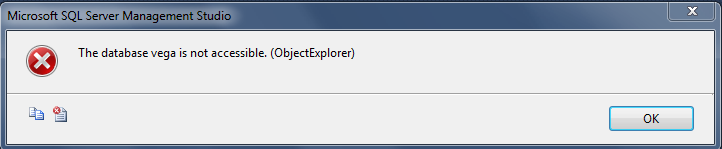 Microsoft SQL Server Management Studio
The database vega is not accessible. (ObjectExplorer)
OK